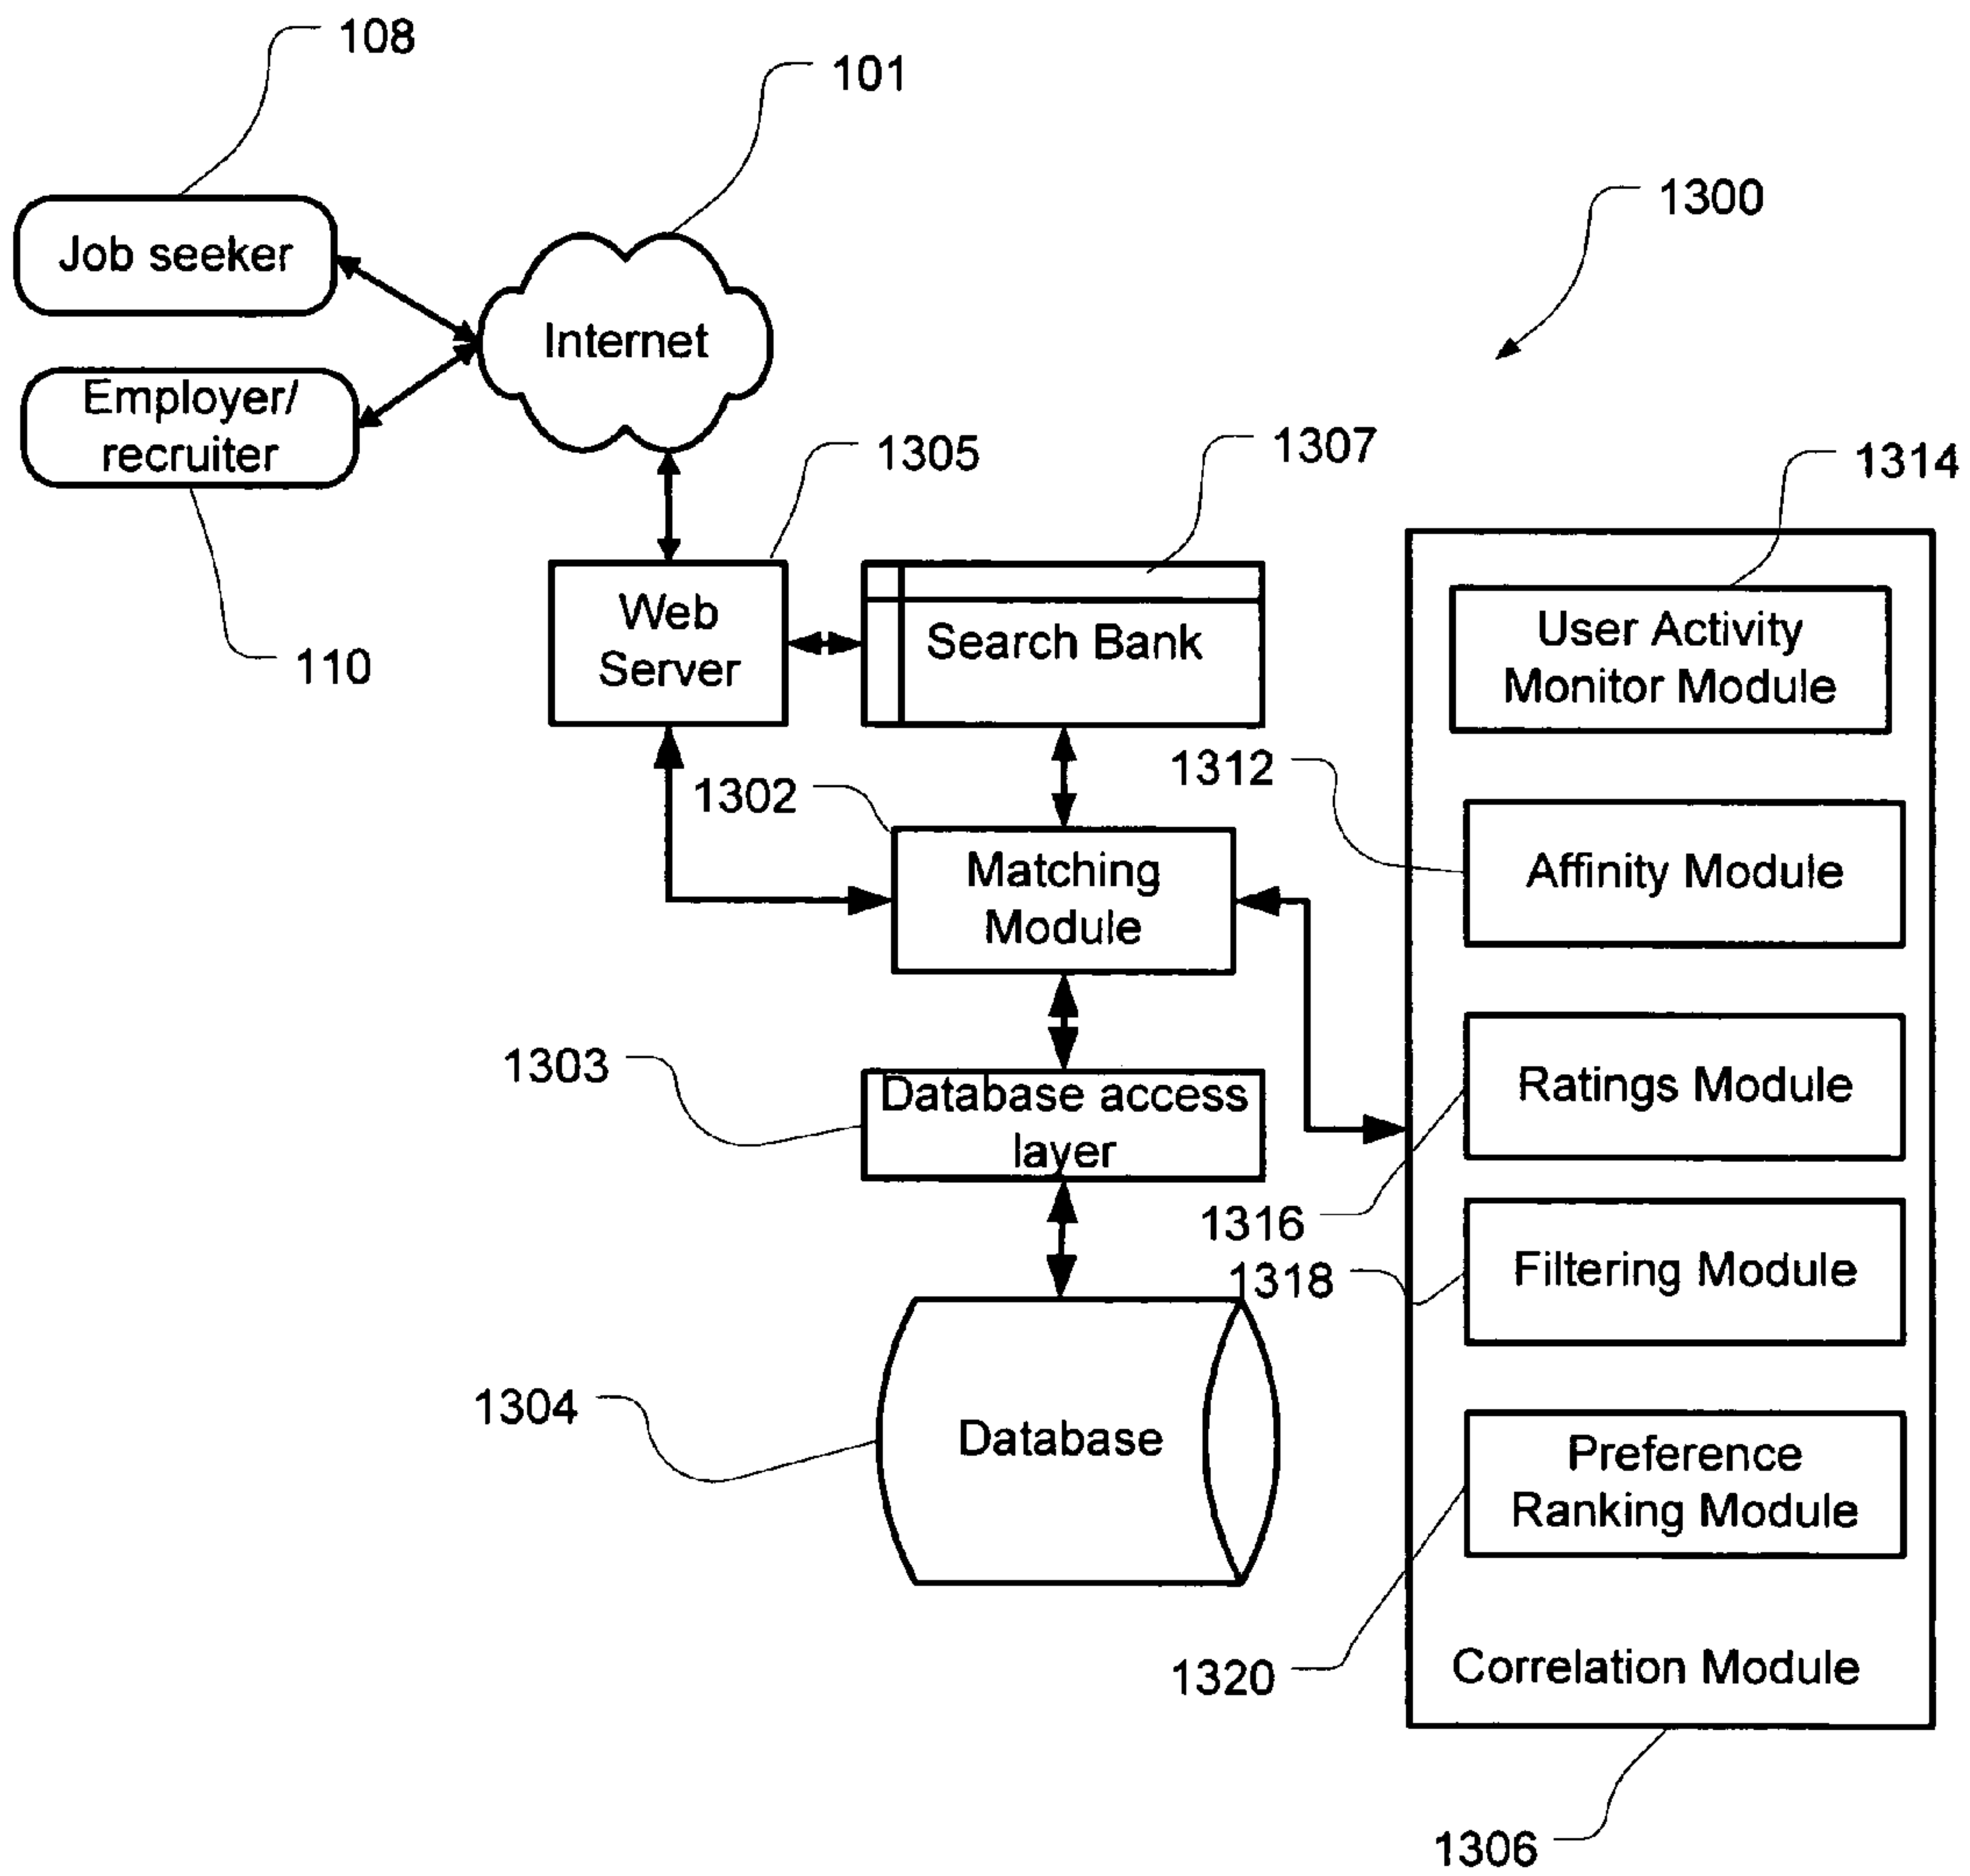 108
101
1300
Job seeker
Internet
Employer/
recruiter
1305
1307
1314
110
Web
Server
Search Bank
User Activity
Monitor Module
1302
1312
Matching
Module
Affinity Module
1303
Database access
layer
Ratings Module
1316
1318
Filtering Module
1304
Database
Preference
Ranking Module
1320
Correlation Module
1306